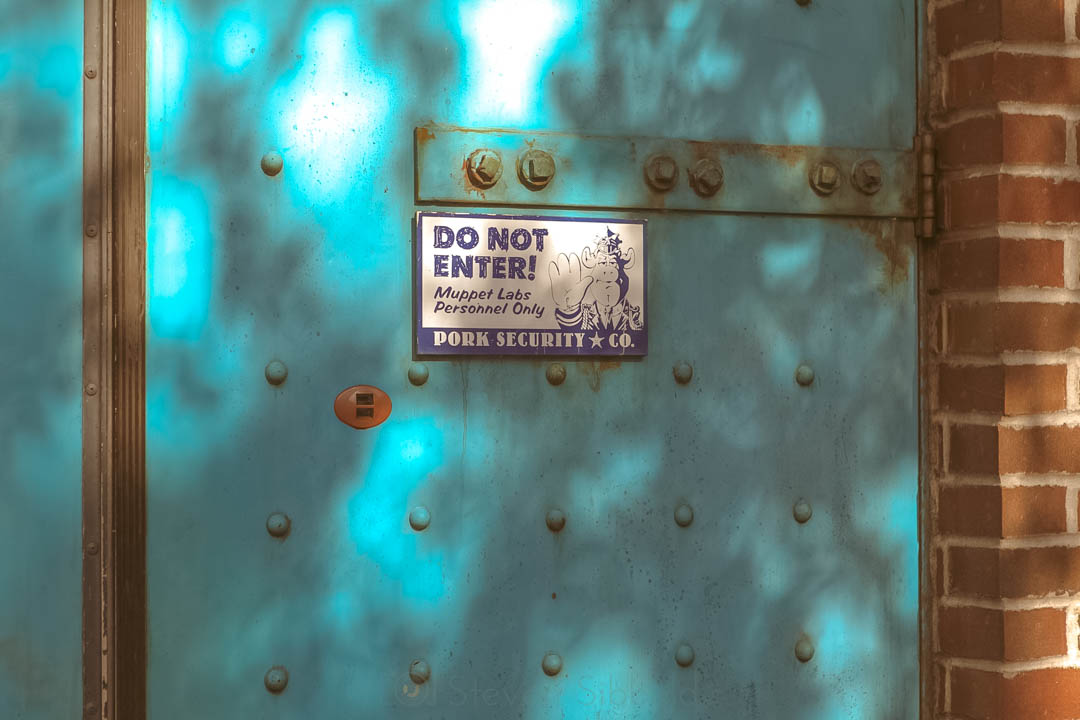 DO NOT
ENTER!
Muppet Labs
Personnel Only
PORK SECURITY ★ CO.